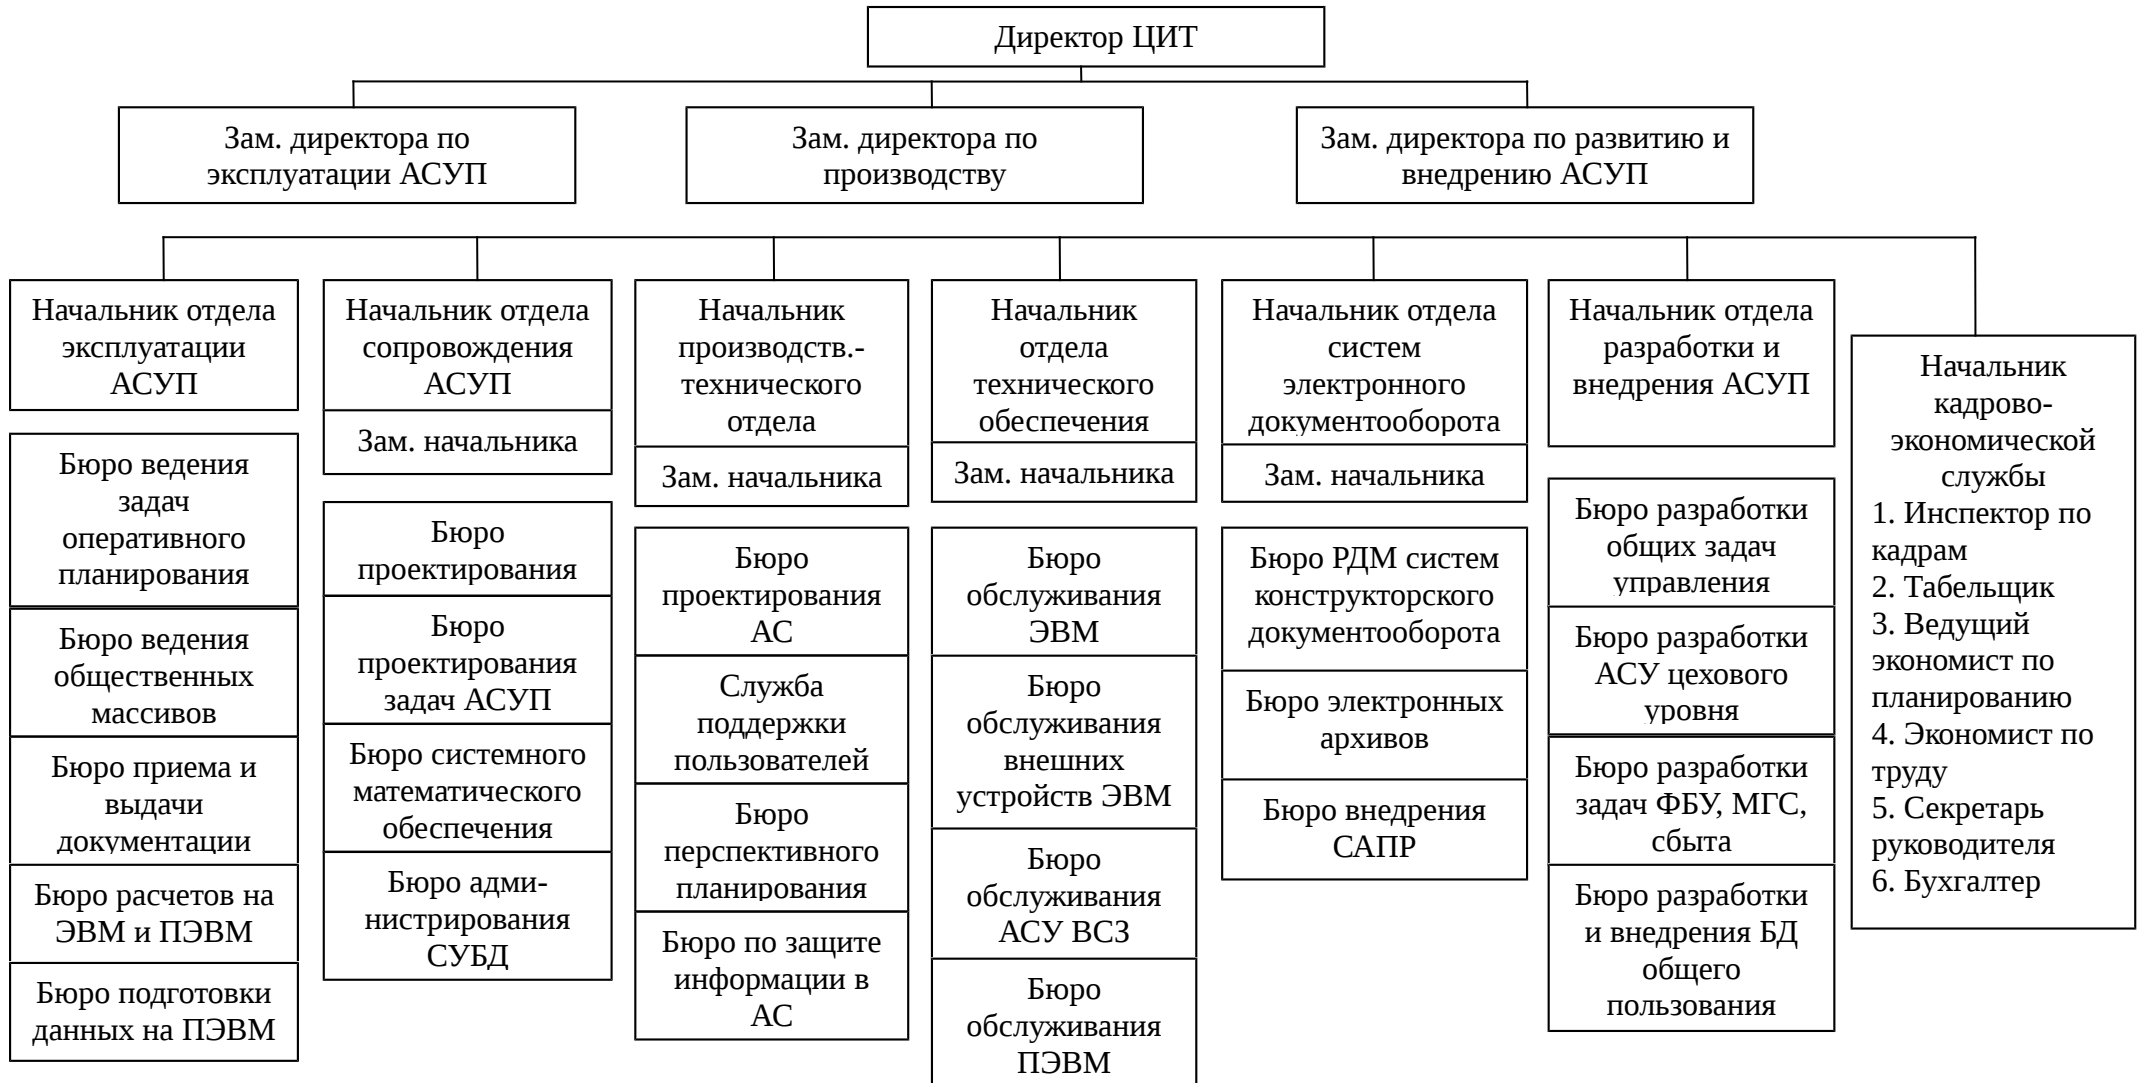 Директор ЦИТ
Зам. директора по
эксплуатации АСУП
Зам. директора по
производству
Зам. директора по развитию и
внедрению АСУП
Начальник отдела
эксплуатации
АСУП
Бюро ведения
задач
оперативного
планирования
Бюро ведения
общественных
массивов
Бюро приема и
выдачи
документации
Бюро расчетов на
ЭВМ и ПЭВМ
Бюро подготовки
данных на ПЭВМ
Начальник отдела
сопровождения
АСУП
Зам. начальника
Бюро
проектирования
Бюро
проектирования
задач АСУП
Бюро системного
математического
обеспечения
Бюро адми-
нистрирования
СУБД
Начальник
производств.-
технического
отдела
Зам. начальника
Бюро
проектирования
АС
Служба
поддержки
пользователей
Бюро
перспективного
планирования
Бюро по защите
информации в
АС
Начальник
отдела
технического
обеспечения
Зам. начальника
Бюро
обслуживания
ЭВМ
Бюро
обслуживания
внешних
устройств ЭВМ
Бюро
обслуживания
АСУ ВСЗ
Бюро
обслуживания
ПЭВМ
Начальник отдела
систем
электронного
документооборота
Зам. начальника
Бюро РДМ систем
конструкторского
документооборота
Бюро электронных
архивов
Бюро внедрения
САПР
Начальник отдела
разработки и
внедрения АСУП
Бюро разработки
общих задач
управления
Бюро разработки
АСУ цехового
уровня
Бюро разработки
задач ФБУ, МГС,
сбыта
Бюро разработки
и внедрения БД
общего
пользования
Начальник
кадрово-
экономической
службы
1. Инспектор по
кадрам
2. Табельщик
3. Ведущий
экономист по
планированию
4. Экономист по
труду
5. Секретарь
руководителя
6. Бухгалтер